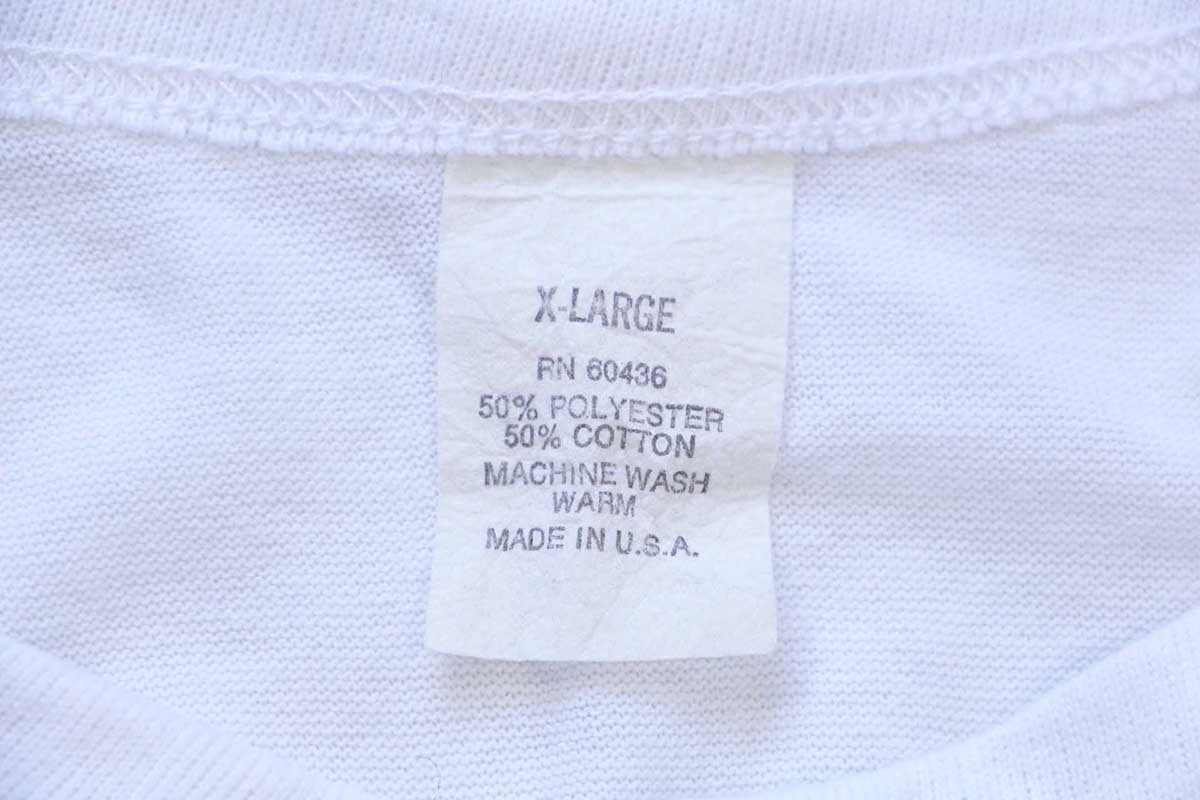 X-LARGE
RN 60436
50% POLYESTER
50% COTTON
MACHINE WASH
WARM
MADE IN U.S.A.